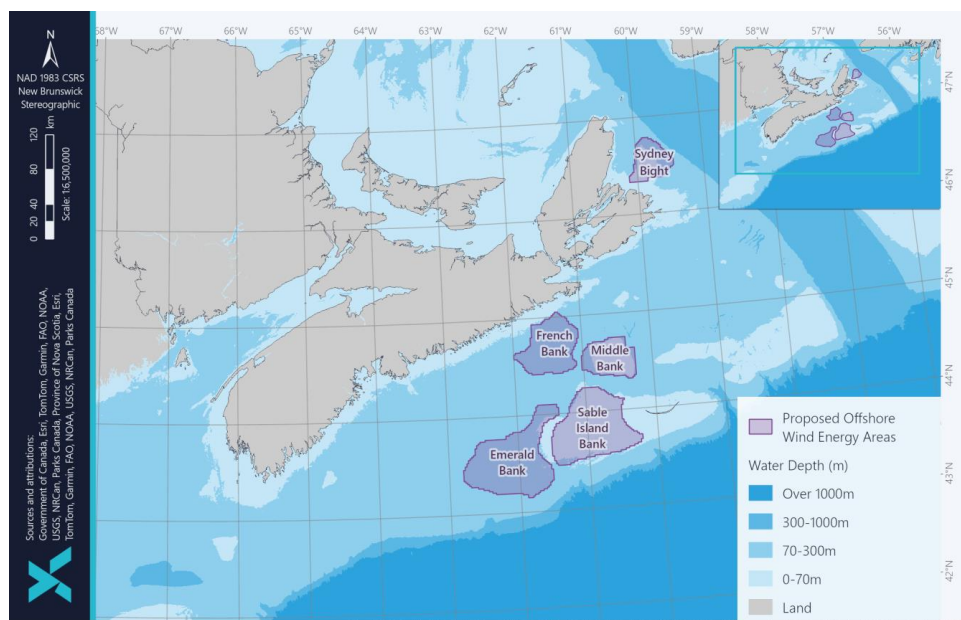 68°W
67°W
66°W
65°W
64°W
63°W
62°W
61°W
60°W
59°W
58°W
57°W
56°W
N
NAD 1983 CSRS
New Brunswick
Stereographic
0 20 40 80 120
km
Scale: 1:6,500,000
Sources and attributions:
Government of Canada, Esri, TomTom, Garmin, FAO, NOAA,
USGS, NRCan, Parks Canada, Province of Nova Scotia, Esri,
TomTom, Garmin, FAO, NOAA, USGS, NRCan, Parks Canada
47°N
46°N
45°N
44°N
43°N
42°N
Sydney
Bight
French
Bank
Middle
Bank
Sable
Island
Bank
Emerald
Bank
Proposed Offshore
Wind Energy Areas
Water Depth (m)
Over 1000m
300-1000m
70-300m
0-70m
Land